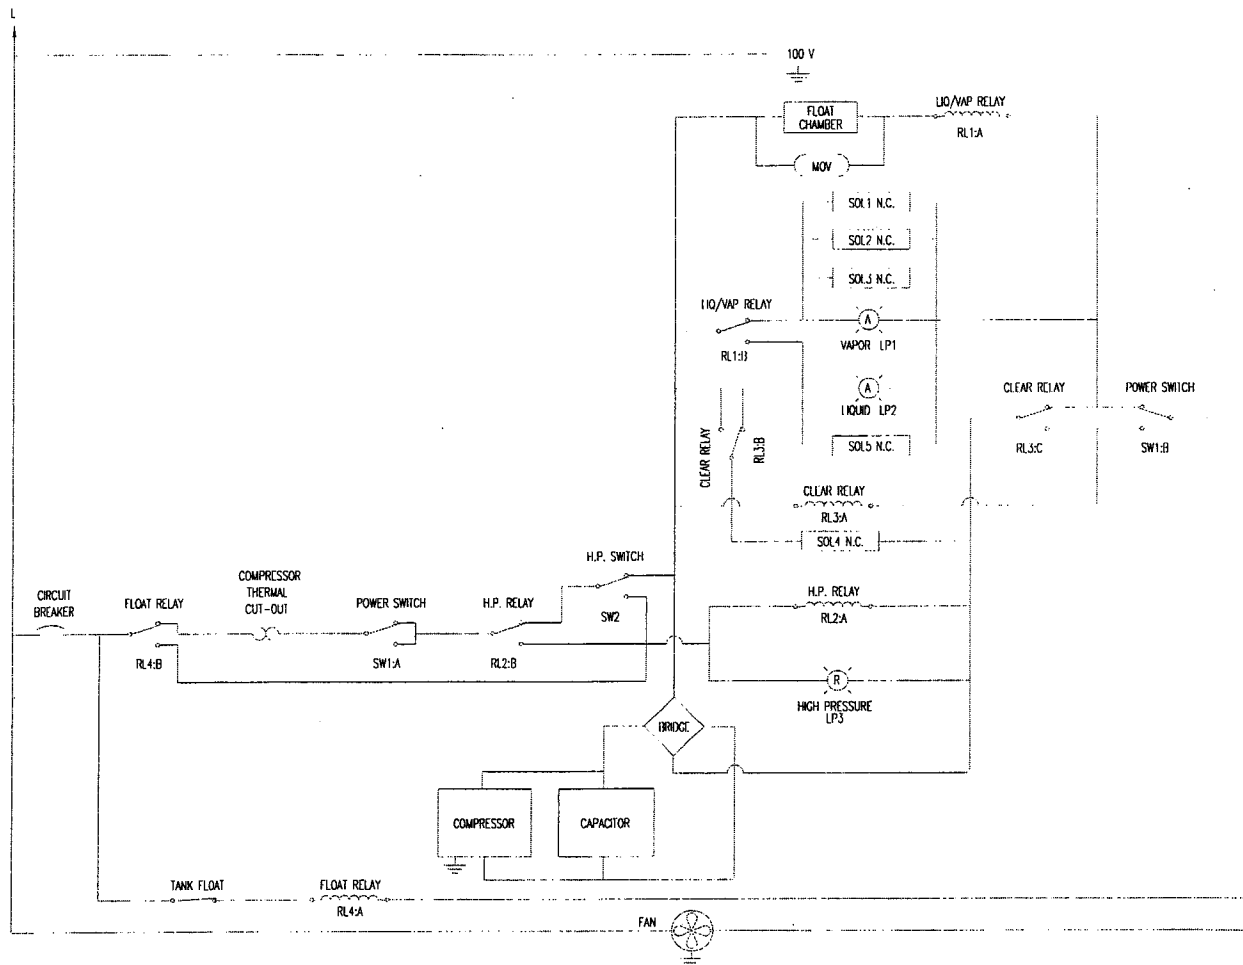 L
100 V
FLOAT
CHAMBER
LIQ/VAP RELAY
RL1:A
MOV
SOL1 N.C.
SOL2 N.C.
SOL3 N.C.
LIQ/VAP RELAY
RL1:B
A
VAPOR LP1
A
LIQUID LP2
CLEAR RELAY
RL3:B
SOL5 N.C.
CLEAR RELAY
RL3:C
POWER SWITCH
SW1:B
CLEAR RELAY
RL3:A
SOL4 N.C.
H.P. SWITCH
SW2
CIRCUIT
BREAKER
FLOAT RELAY
RL4:B
COMPRESSOR
THERMAL
CUT-OUT
POWER SWITCH
SW1:A
H.P. RELAY
RL2:B
H.P. RELAY
RL2:A
R
HIGH PRESSURE
LP3
BRIDGE
COMPRESSOR
CAPACITOR
TANK FLOAT
FLOAT RELAY
RL4:A
FAN